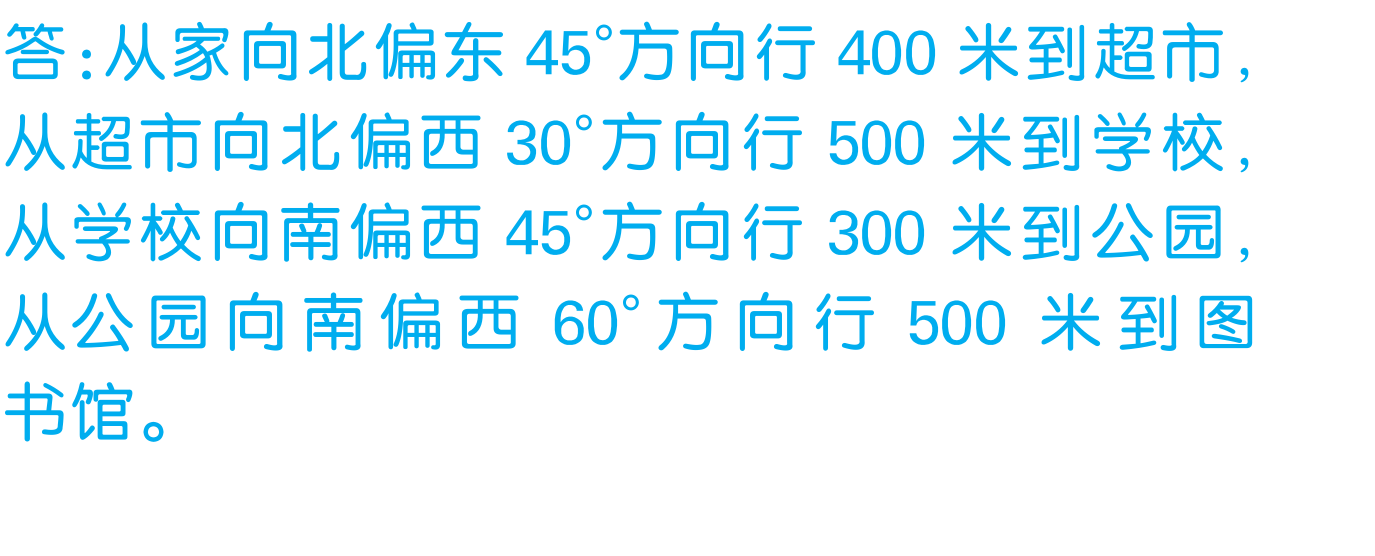 答:从家向北偏东 45°方向行 400 米到超市,
从超市向北偏西 30°方向行 500 米到学校,
从学校向南偏西 45°方向行 300 米到公园,
从公园向南偏西 60°方向行 500 米到图
书馆。